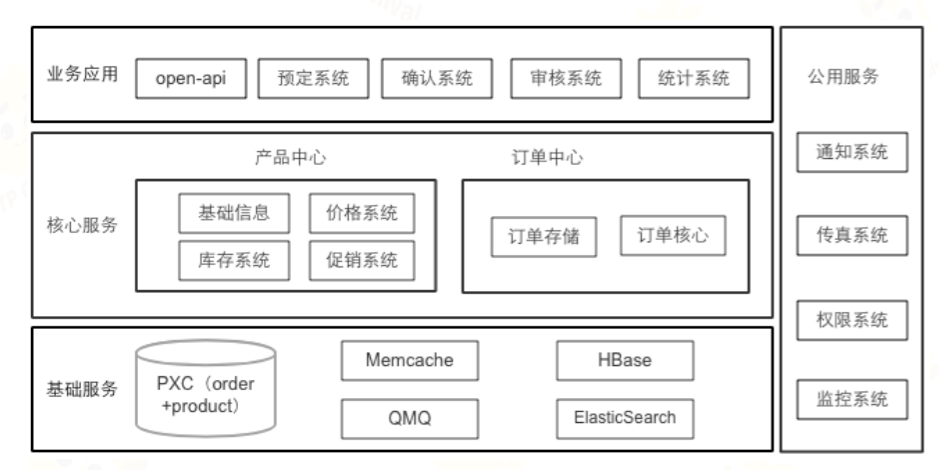 业务应用
open-api
预定系统
确认系统
审核系统
统计系统
核心服务
产品中心
基础信息
价格系统
库存系统
促销系统
订单中心
订单存储
订单核心
基础服务
PXC（order
+product）
Memcache
HBase
QMQ
ElasticSearch
公用服务
通知系统
传真系统
权限系统
监控系统